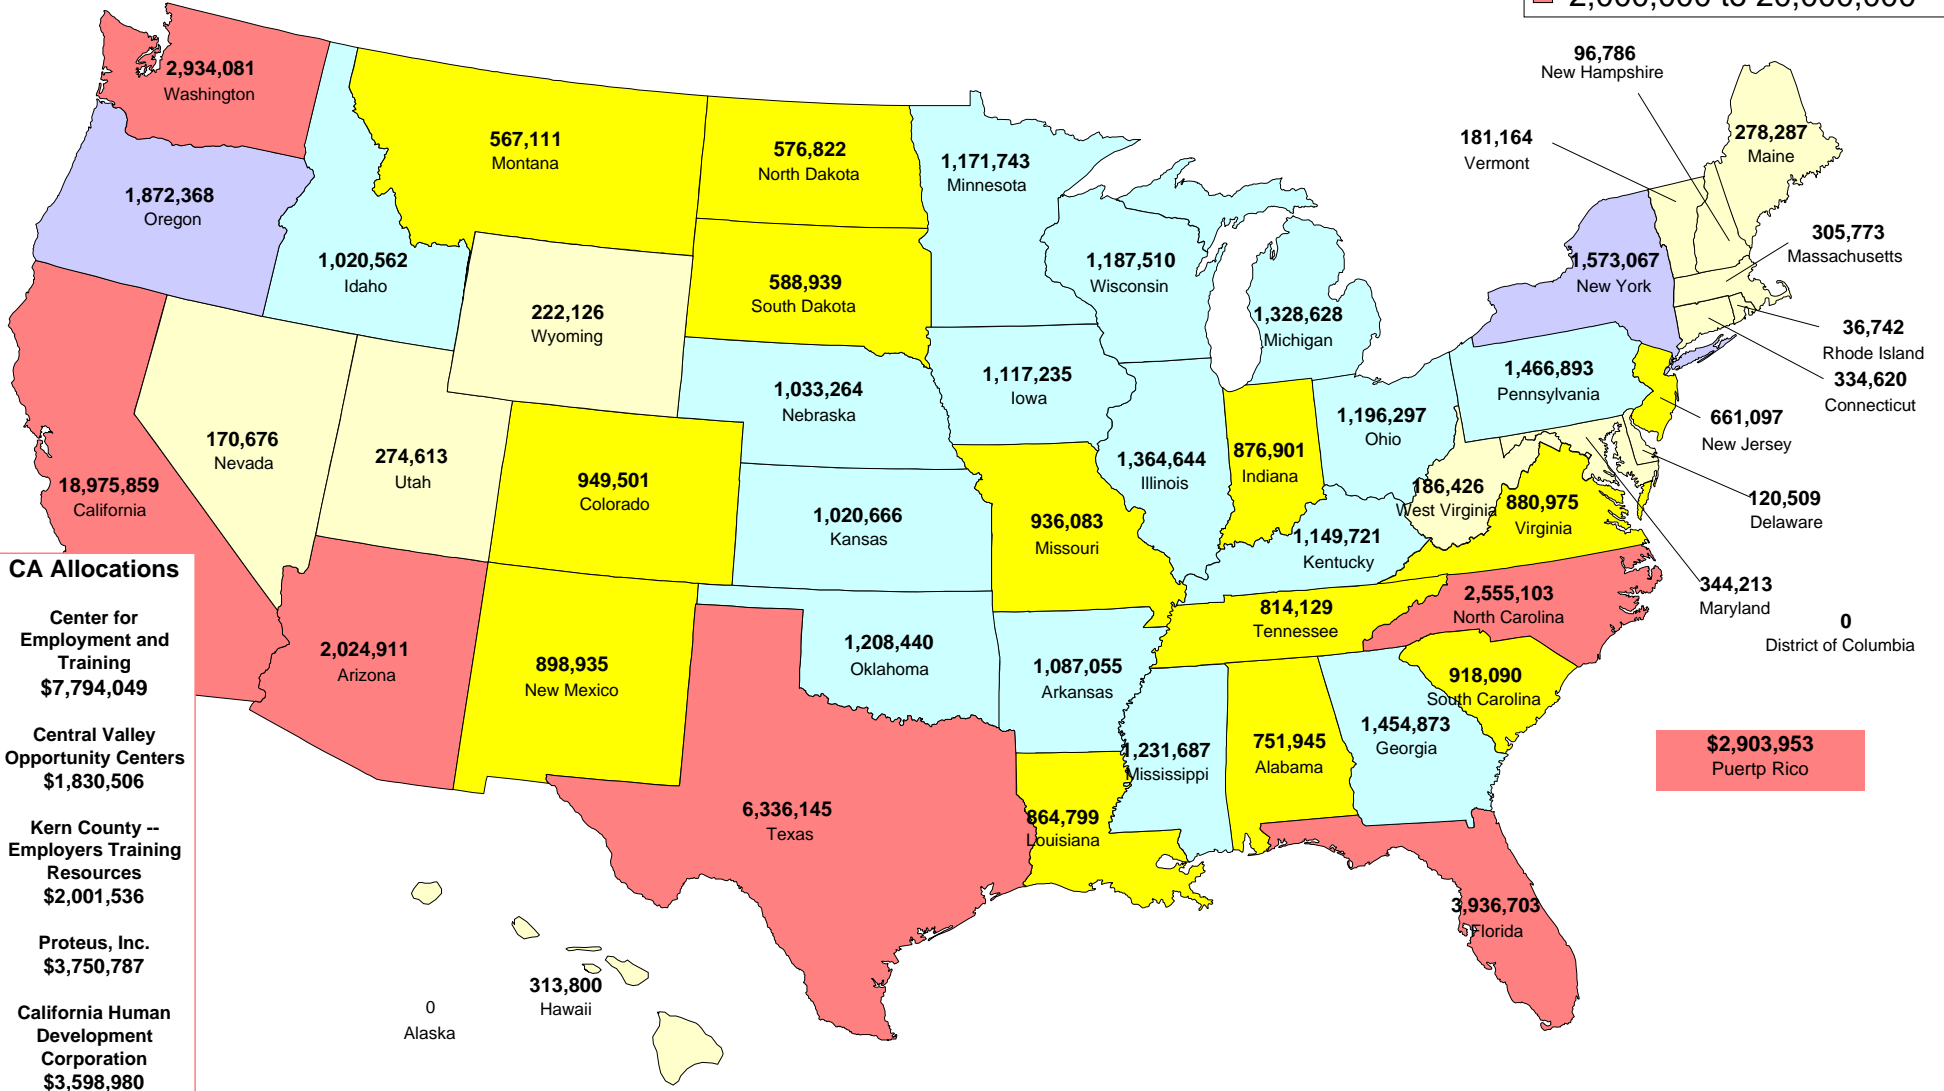 2,000,000 to 20,000,000
96,786
New Hampshire
2,934,081
Washington
181,164
Vermont
278,287
Maine
567,111
Montana
576,822
North Dakota
1,171,743
Minnesota
1,872,368
Oregon
305,773
Massachusetts
1,020,562
Idaho
1,187,510
Wisconsin
1,573,067
New York
588,939
South Dakota
222,126
Wyoming
1,328,628
Michigan
36,742
Rhode Island
1,033,264
Nebraska
1,117,235
Iowa
1,466,893
Pennsylvania
334,620
Connecticut
1,196,297
Ohio
661,097
New Jersey
170,676
Nevada
274,613
Utah
949,501
Colorado
1,364,644
Illinois
876,901
Indiana
18,975,859
California
186,426
West Virginia
880,975
Virginia
120,509
Delaware
1,020,666
Kansas
936,083
Missouri
1,149,721
Kentucky
344,213
Maryland
0
District of Columbia
814,129
Tennessee
2,555,103
North Carolina
2,024,911
Arizona
898,935
New Mexico
1,208,440
Oklahoma
1,087,055
Arkansas
918,090
South Carolina
1,231,687
Mississippi
751,945
Alabama
1,454,873
Georgia
$2,903,953
Puertp Rico
6,336,145
Texas
864,799
Louisiana
3,936,703
Florida
0
Alaska
313,800
Hawaii
CA Allocations
Center for
Employment and
Training
$7,794,049
Central Valley
Opportunity Centers
$1,830,506
Kern County --
Employers Training
Resources
$2,001,536
Proteus, Inc.
$3,750,787
California Human
Development
Corporation
$3,598,980